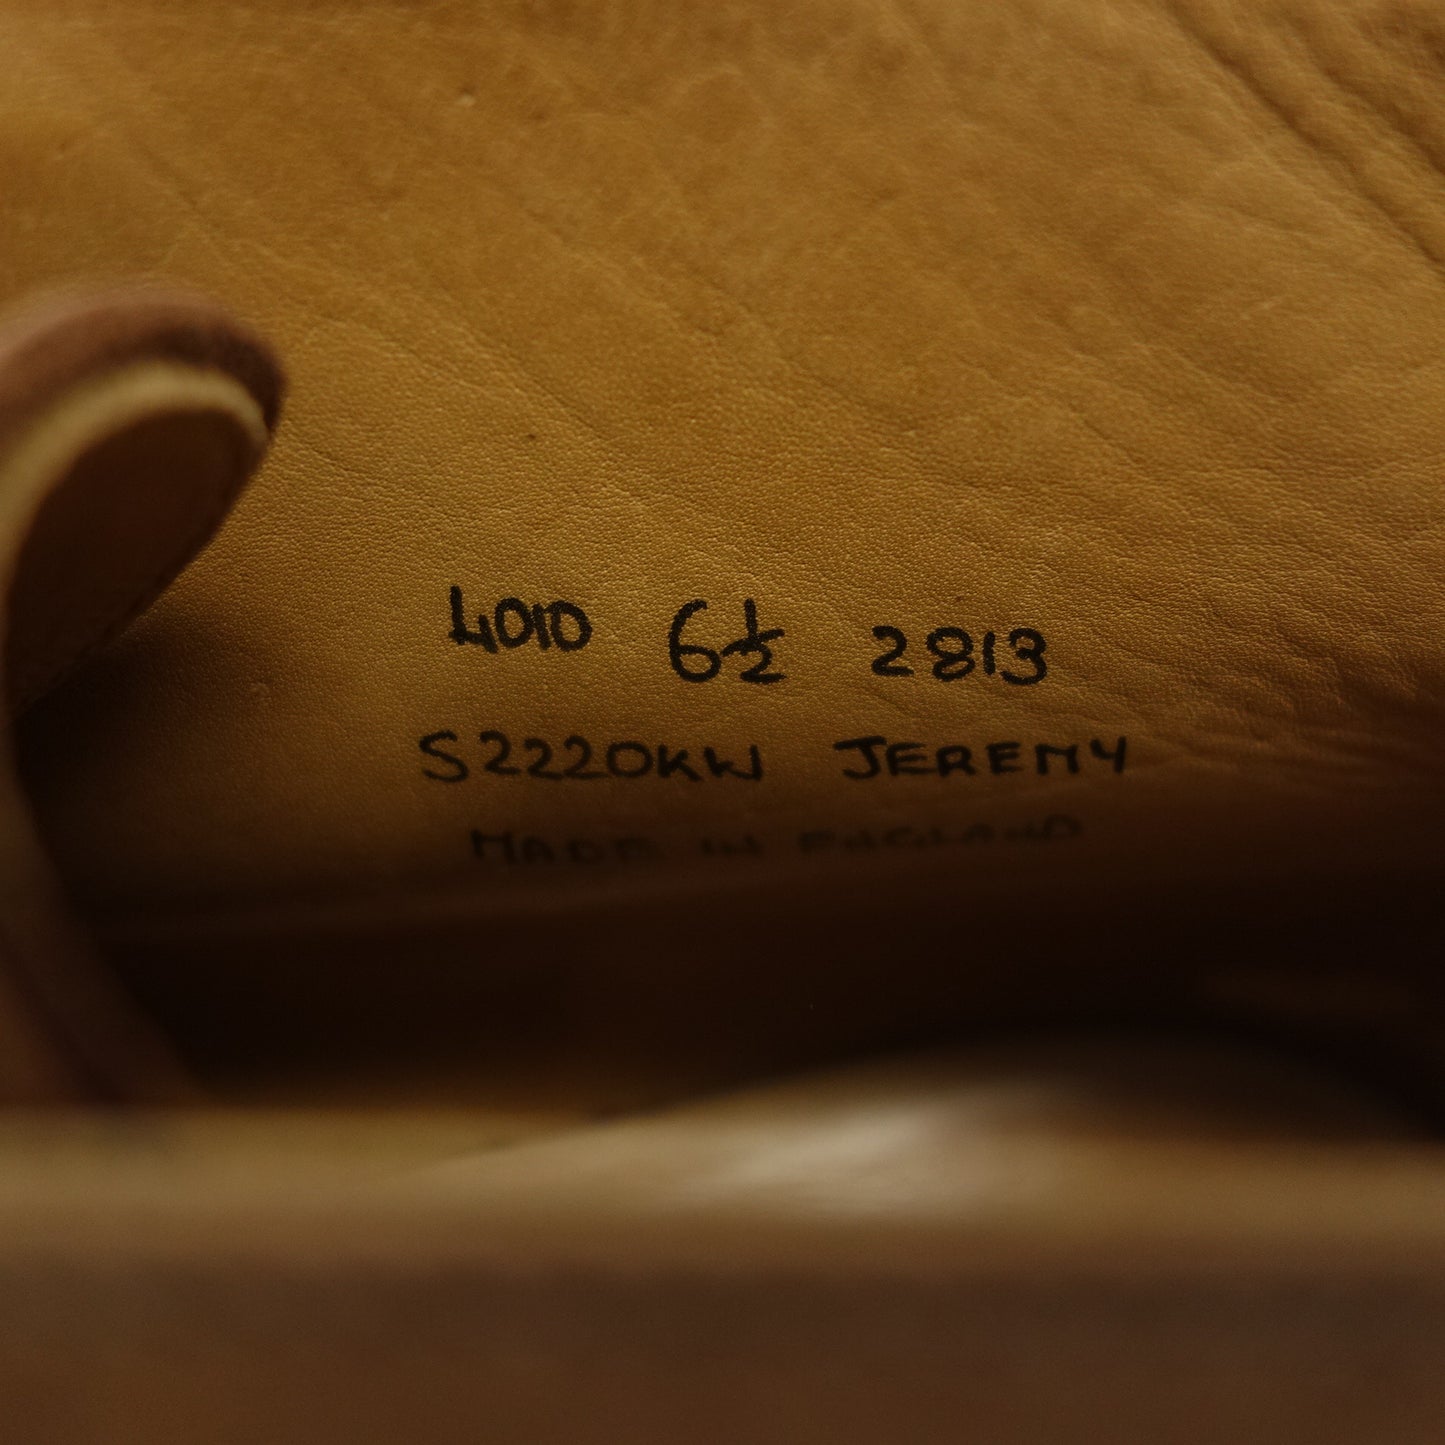 4010 6½ 2813
S2220KW JEREMY
MADE IN ENGLAND